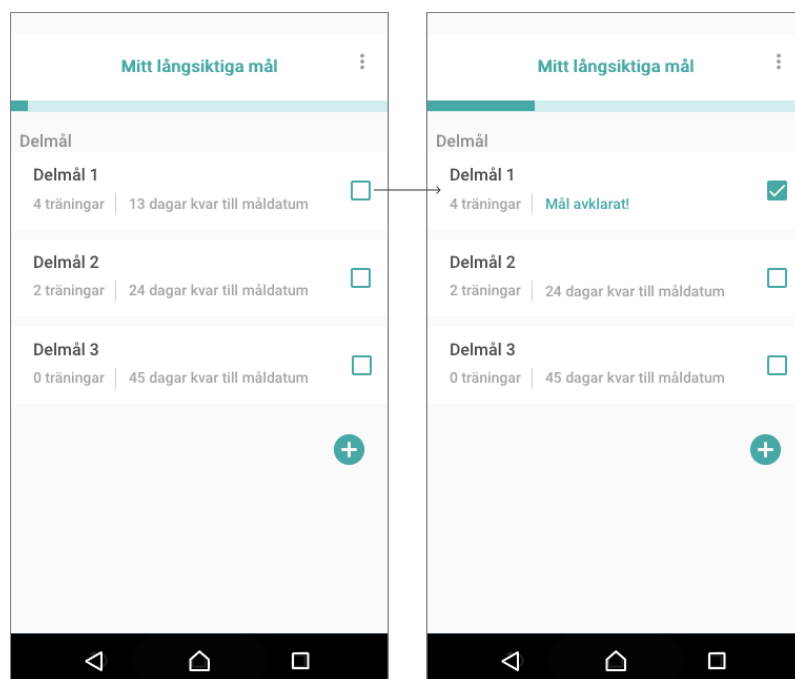 Mitt långsiktiga mål
Delmål
Delmål 1
4 träningar
13 dagar kvar till måldatum
Delmål 2
2 träningar
24 dagar kvar till måldatum
Delmål 3
0 träningar
45 dagar kvar till måldatum
Mitt långsiktiga mål
Delmål
Delmål 1
4 träningar
Mål avklarat!
Delmål 2
2 träningar
24 dagar kvar till måldatum
Delmål 3
0 träningar
45 dagar kvar till måldatum